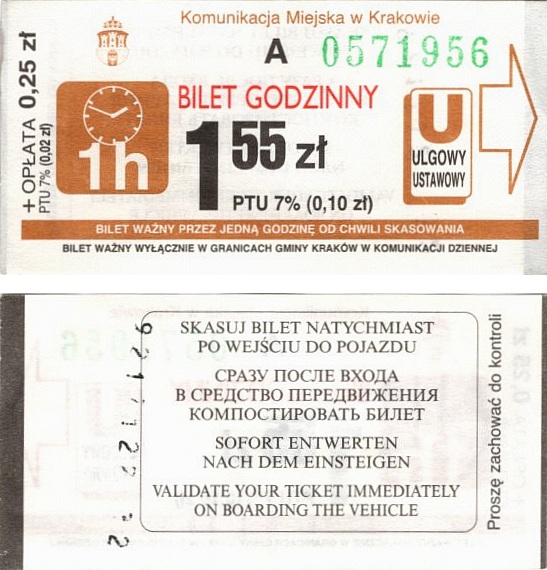 Komunikacja Miejska w Krakowie
A 0571956
+ OPŁATA 0,25 zł
PTU 7% (0,02 zł)
1h
BILET GODZINNY
1 55 zł
PTU 7% (0,10 zł)
U
ULGOWY
USTAWOWY
BILET WAŻNY PRZEZ JEDNĄ GODZINĘ OD CHWILI SKASOWANIA
BILET WAŻNY WYŁĄCZNIE W GRANICACH GMINY KRAKÓW W KOMUNIKACJI DZIENNEJ
SKASUJ BILET NATYCHMIAST
PO WEJŚCIU DO POJAZDU
СРАЗУ ПОСЛЕ ВХОДА
В СРЕДСТВО ПЕРЕДВИЖЕНИЯ
КОМПОСТИРОВАТЬ БИЛЕТ
SOFORT ENTWERTEN
NACH DEM EINSTEIGEN
VALIDATE YOUR TICKET IMMEDIATELY
ON BOARDING THE VEHICLE
Proszę zachować do kontroli